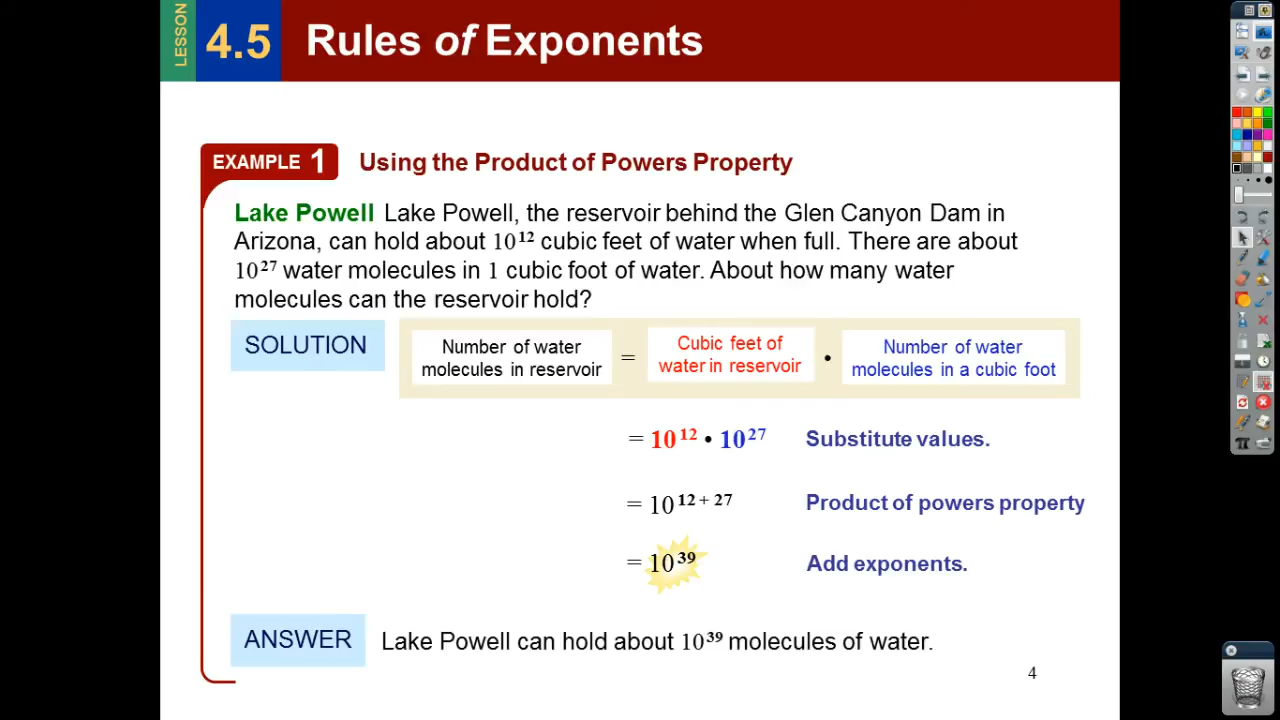 LESSON
4.5 Rules of Exponents
EXAMPLE 1 Using the Product of Powers Property
Lake Powell Lake Powell, the reservoir behind the Glen Canyon Dam in
Arizona, can hold about 10¹² cubic feet of water when full. There are about
10²⁷ water molecules in 1 cubic foot of water. About how many water
molecules can the reservoir hold?
SOLUTION
Number of water
molecules in reservoir
=
Cubic feet of
water in reservoir
•
Number of water
molecules in a cubic foot
= 10¹² • 10²⁷ Substitute values.
= 10¹² ⁺ ²⁷ Product of powers property
= 10³⁹ Add exponents.
ANSWER Lake Powell can hold about 10³⁹ molecules of water.
4